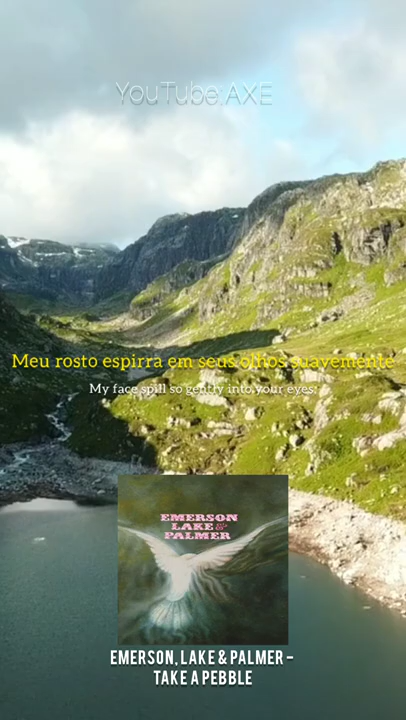 YouTube:AXE
Meu rosto espirra em seus olhos suavemente
My face spill so gently into your eyes!
EMERSON
LAKE &
PALMER
EMERSON, LAKE & PALMER –
TAKE A PEBBLE